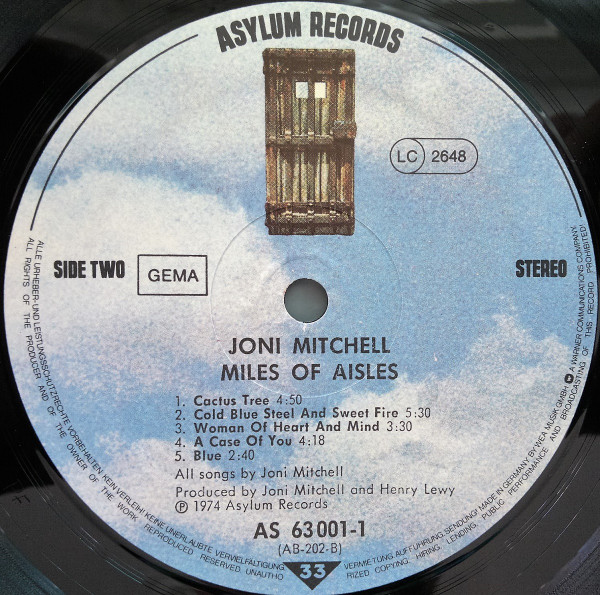 ASYLUM RECORDS
LC 2648
SIDE TWO
GEMA
STEREO
JONI MITCHELL
MILES OF AISLES
1. Cactus Tree 4:50
2. Cold Blue Steel And Sweet Fire 5:30
3. Woman Of Heart And Mind 3:30
4. A Case Of You 4:18
5. Blue 2:40
All songs by Joni Mitchell
Produced by Joni Mitchell and Henry Lewy
Ⓟ 1974 Asylum Records
AS 63 001-1
(AB-202-B)
33
ALLE URHEBER- UND LEISTUNGSSCHUTZRECHTE VORBEHALTEN. KEIN VERLEIH! KEINE UNERLAUBTE VERVIELFÄLTIGUNG, VERMIETUNG, AUFFÜHRUNG, SENDUNG! MADE IN GERMANY BY WEA MUSIK GMBH A WARNER COMMUNICATIONS COMPANY.
ALL RIGHTS OF THE PRODUCER AND OF THE OWNER OF THE WORK REPRODUCED RESERVED. UNAUTHORIZED. COPYING, HIRING, LENDING, PUBLIC PERFORMANCE AND BROADCASTING OF THIS RECORD PROHIBITED!